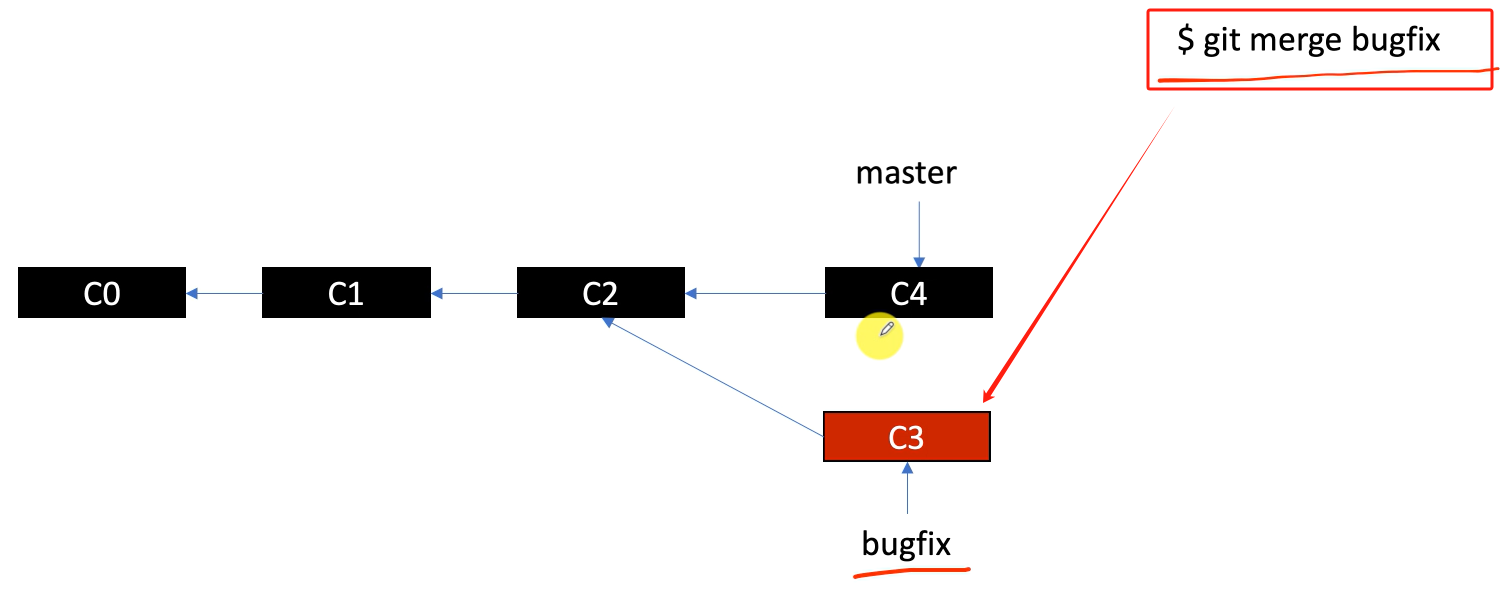 $ git merge bugfix
master
C0
C1
C2
C4
C3
bugfix